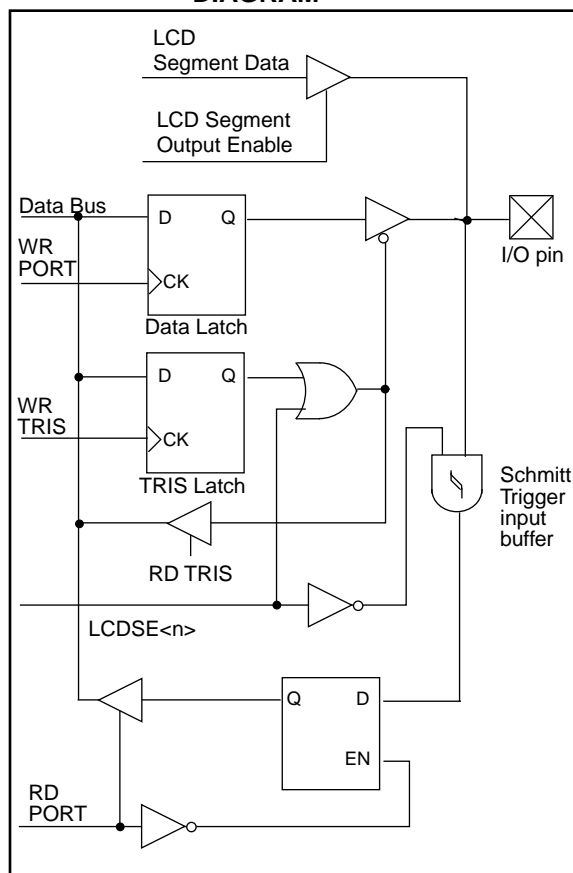 DIAGRAM
LCD
Segment Data
LCD Segment
Output Enable
Data Bus
D
Q
WR
PORT
CK
I/O pin
Data Latch
D
Q
WR
TRIS
CK
TRIS Latch
Schmitt
Trigger
input
buffer
RD TRIS
LCDSE<n>
Q
D
EN
RD
PORT